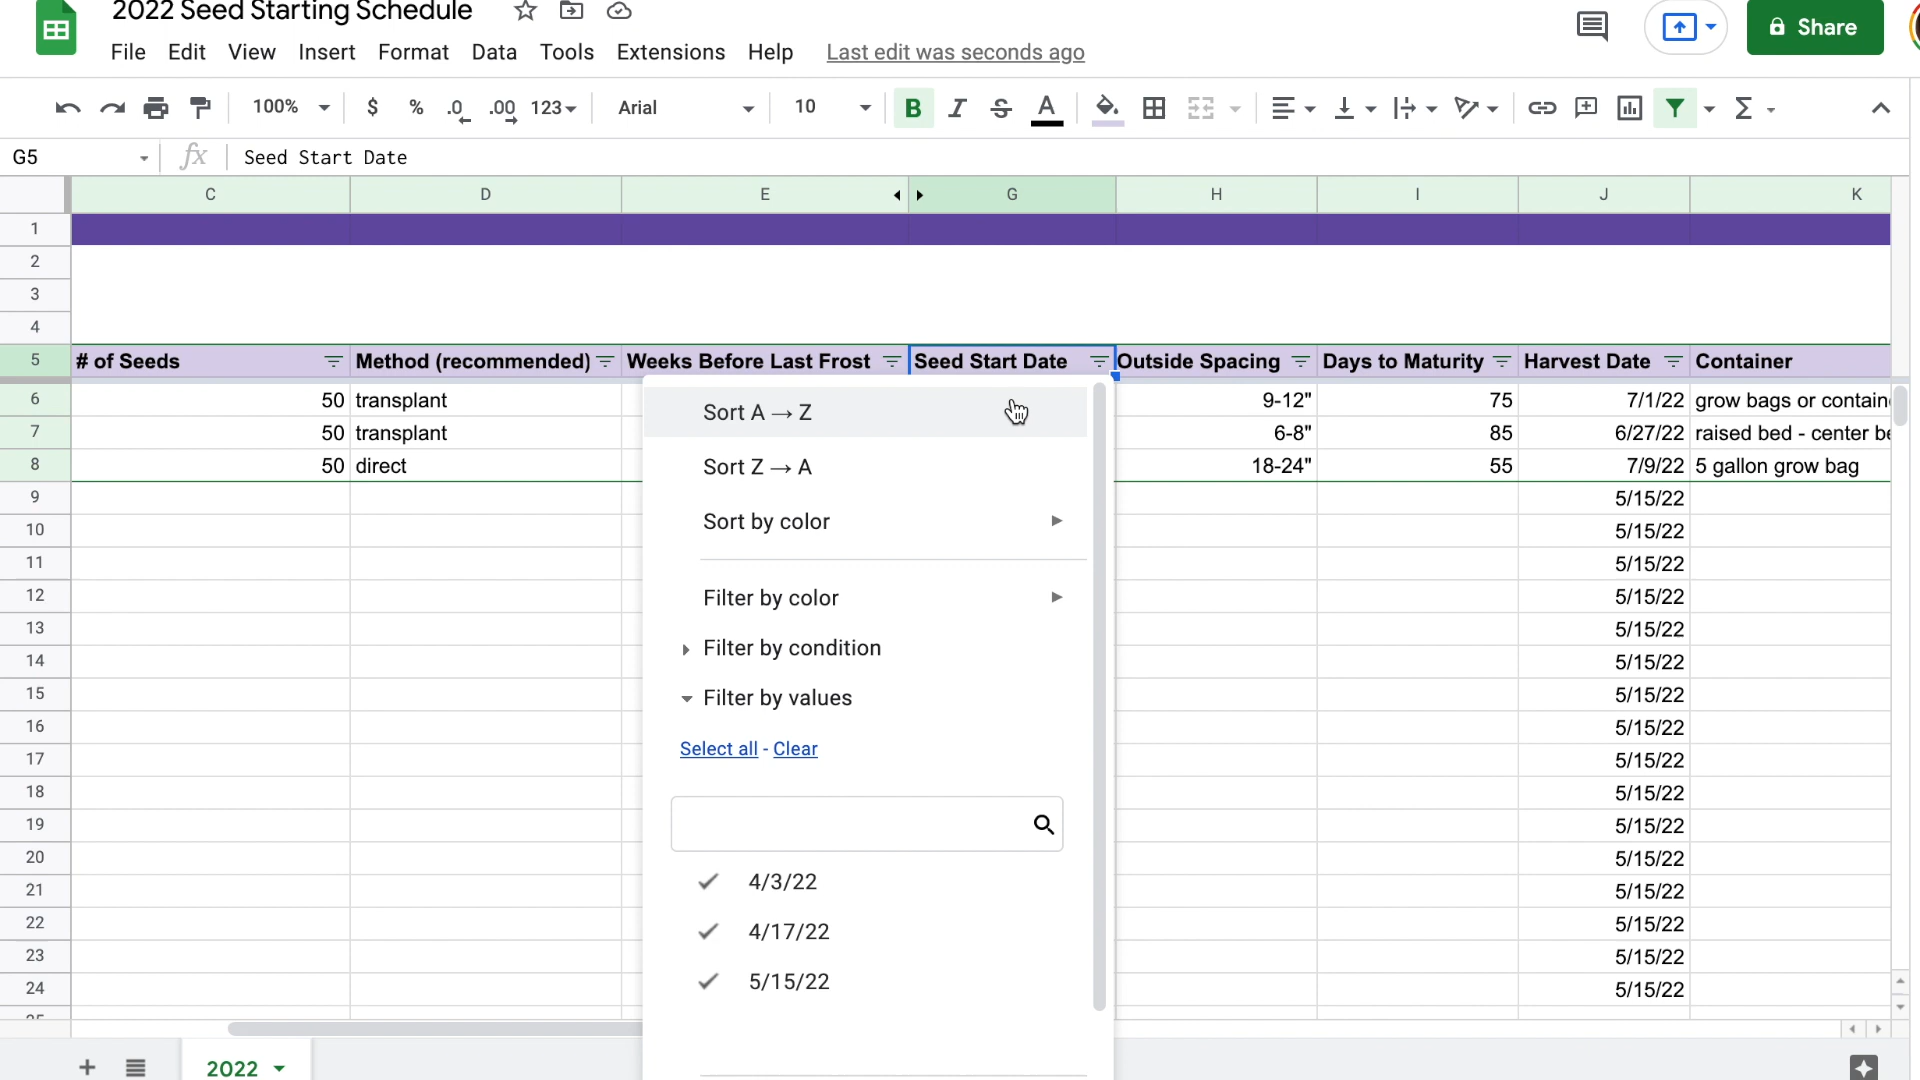 2022 Seed Starting Schedule
File Edit View Insert Format Data Tools Extensions Help Last edit was seconds ago
Share
100% $ % .0 .00 123 Arial 10 B I S A Σ
G5 fx Seed Start Date
C D E G H I J K
1
2
3
4
5 # of Seeds Method (recommended) Weeks Before Last Frost Seed Start Date Outside Spacing Days to Maturity Harvest Date Container
6 50 transplant 9-12" 75 7/1/22 grow bags or contain
7 50 transplant 6-8" 85 6/27/22 raised bed - center be
8 50 direct 18-24" 55 7/9/22 5 gallon grow bag
9 5/15/22
10 5/15/22
11 5/15/22
12 5/15/22
13 5/15/22
14 5/15/22
15 5/15/22
16 5/15/22
17 5/15/22
18 5/15/22
19 5/15/22
20 5/15/22
21 5/15/22
22 5/15/22
23 5/15/22
24 5/15/22
Sort A → Z
Sort Z → A
Sort by color
Filter by color
Filter by condition
Filter by values
Select all - Clear
4/3/22
4/17/22
5/15/22
2022